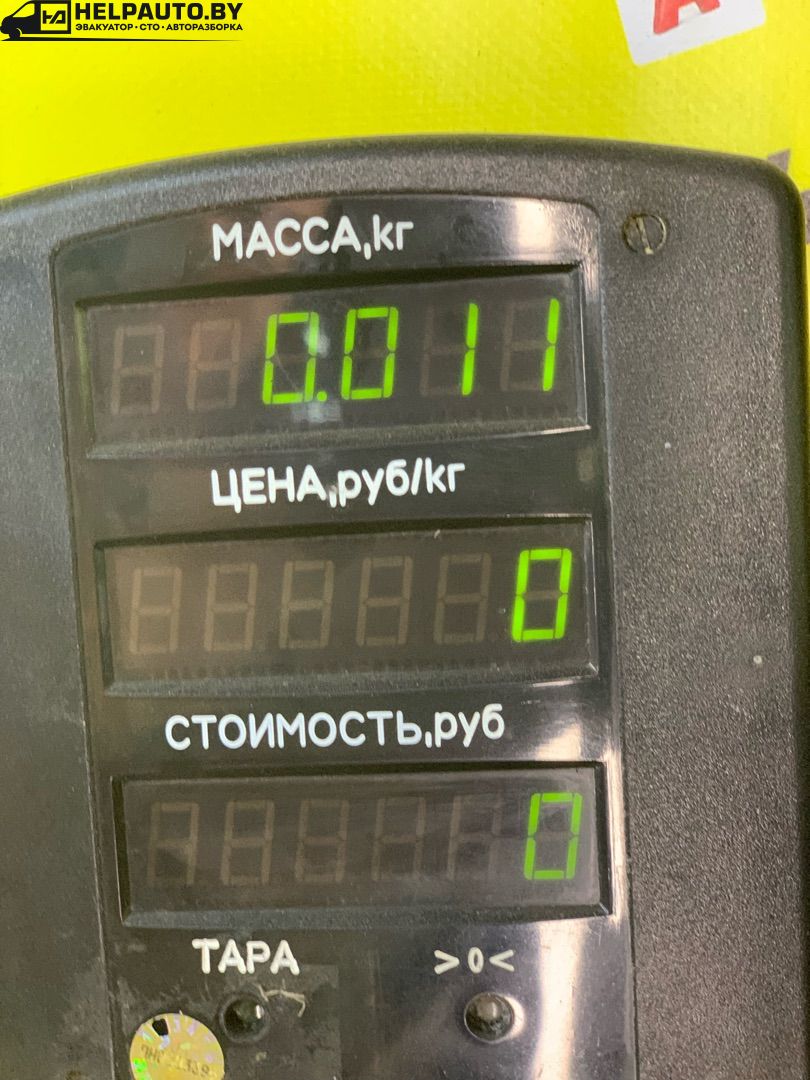 HELPAUTO.BY
ЭВАКУАТОР • СТО • АВТОРАЗБОРКА
МАССА,кг
0.011
ЦЕНА,руб/кг
0
СТОИМОСТЬ,руб
0
ТАРА >0<